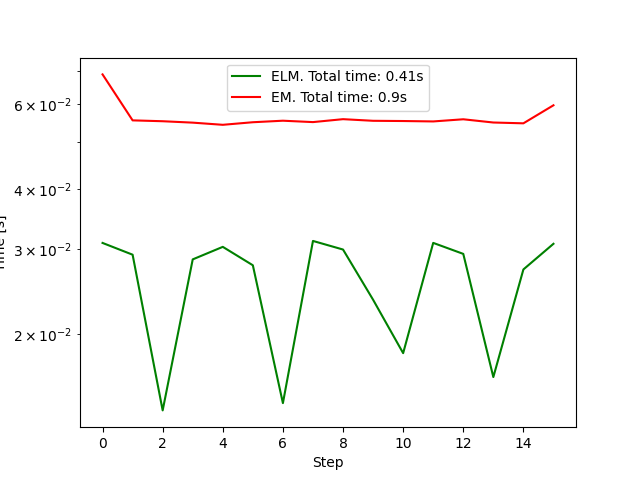 ELM. Total time: 0.41s
EM. Total time: 0.9s
6 × 10⁻²
4 × 10⁻²
3 × 10⁻²
2 × 10⁻²
Time [s]
0 2 4 6 8 10 12 14
Step